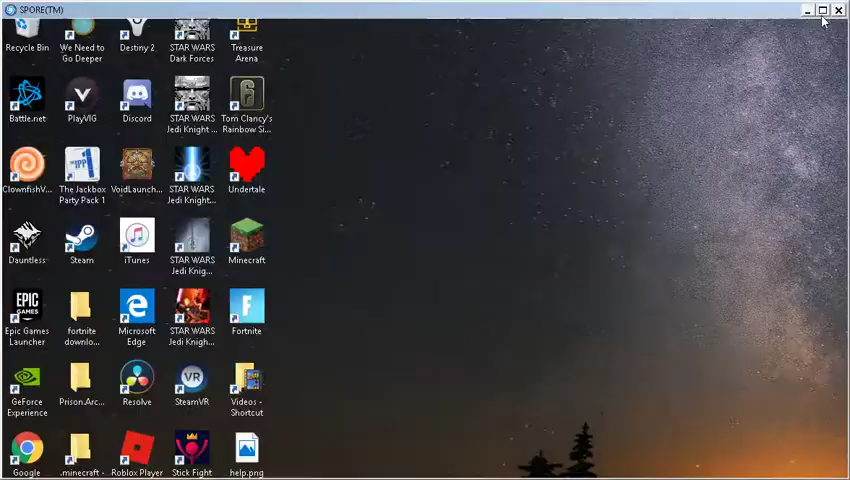 SPORE(TM)
Recycle Bin
We Need to
Go Deeper
Destiny 2
STAR WARS
Dark Forces
Treasure
Arena
Battle.net
PlayVIG
Discord
STAR WARS
Jedi Knight ...
Tom Clancy's
Rainbow Si...
ClownfishV...
The Jackbox
Party Pack 1
VoidLaunch...
STAR WARS
Jedi Knight...
Undertale
Dauntless
Steam
iTunes
STAR WARS
Jedi Knig...
Minecraft
EPIC
GAMES
Epic Games
Launcher
fortnite
downlo...
Microsoft
Edge
STAR WARS
Jedi Knigh...
Fortnite
GeForce
Experience
Prison.Arc...
Resolve
VR
SteamVR
Videos -
Shortcut
Google
.minecraft -
Roblox Player
Stick Fight
help.png